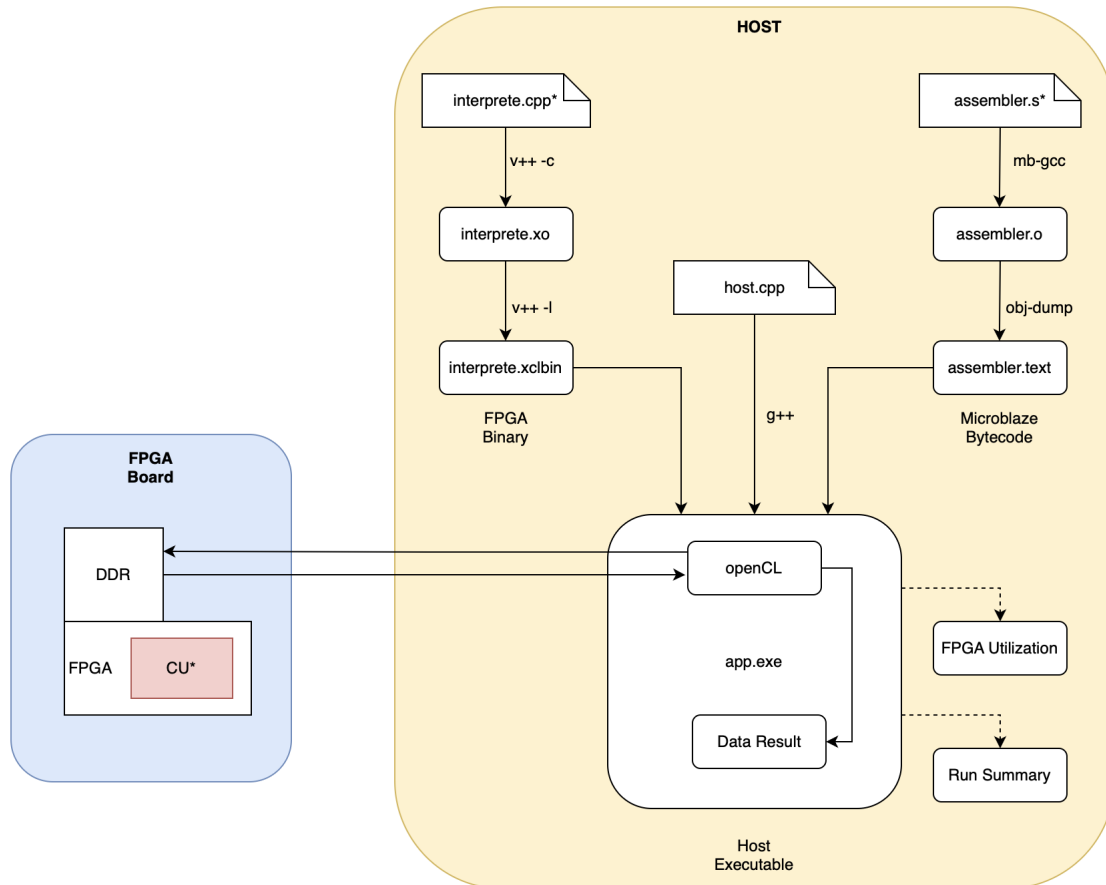 HOST
interprete.cpp*
assembler.s*
v++ -c
mb-gcc
interprete.xo
assembler.o
host.cpp
v++ -l
obj-dump
interprete.xclbin
assembler.text
FPGA
Binary
g++
Microblaze
Bytecode
FPGA
Board
DDR
openCL
FPGA
CU*
app.exe
FPGA Utilization
Data Result
Run Summary
Host
Executable